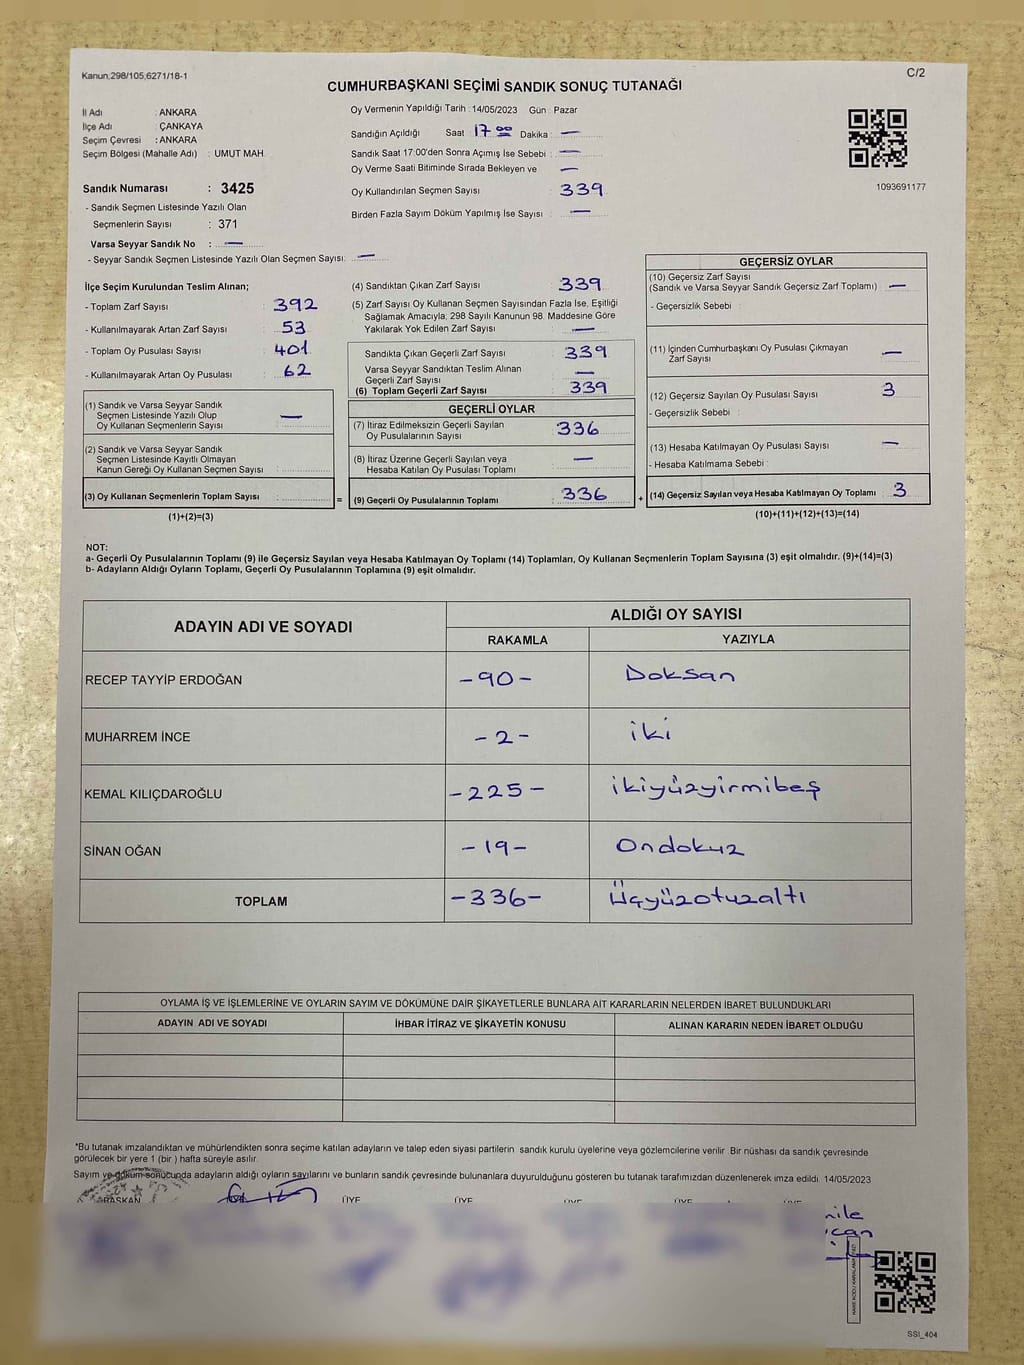 Kanun;298/105;6271/18-1
C/2
CUMHURBAŞKANI SEÇİMİ SANDIK SONUÇ TUTANAĞI
İl Adı : ANKARA
İlçe Adı : ÇANKAYA
Seçim Çevresi : ANKARA
Seçim Bölgesi (Mahalle Adı) : UMUT MAH.
Sandık Numarası : 3425
- Sandık Seçmen Listesinde Yazılı Olan
Seçmenlerin Sayısı : 371
Varsa Seyyar Sandık No : —
- Seyyar Sandık Seçmen Listesinde Yazılı Olan Seçmen Sayısı: —
Oy Vermenin Yapıldığı Tarih : 14/05/2023 Gün : Pazar
Sandığın Açıldığı Saat 17 00 Dakika : —
Sandık Saat 17:00'den Sonra Açımış İse Sebebi : —
Oy Verme Saati Bitiminde Sırada Bekleyen ve —
Oy Kullandırılan Seçmen Sayısı 339
Birden Fazla Sayım Döküm Yapılmış İse Sayısı : —
1093691177
İlçe Seçim Kurulundan Teslim Alınan;
- Toplam Zarf Sayısı : 392
- Kullanılmayarak Artan Zarf Sayısı : 53
- Toplam Oy Pusulası Sayısı : 401
- Kullanılmayarak Artan Oy Pusulası : 62
(1) Sandık ve Varsa Seyyar Sandık
Seçmen Listesinde Yazılı Olup
Oy Kullanan Seçmenlerin Sayısı : —
(2) Sandık ve Varsa Seyyar Sandık
Seçmen Listesinde Kayıtlı Olmayan
Kanun Gereği Oy Kullanan Seçmen Sayısı :
(3) Oy Kullanan Seçmenlerin Toplam Sayısı :
(1)+(2)=(3)
=
(4) Sandıktan Çıkan Zarf Sayısı : 339
(5) Zarf Sayısı Oy Kullanan Seçmen Sayısından Fazla İse, Eşitliği
Sağlamak Amacıyla; 298 Sayılı Kanunun 98. Maddesine Göre
Yakılarak Yok Edilen Zarf Sayısı : —
Sandıkta Çıkan Geçerli Zarf Sayısı : 339
Varsa Seyyar Sandıktan Teslim Alınan
Geçerli Zarf Sayısı : —
(6) Toplam Geçerli Zarf Sayısı : 339
GEÇERLİ OYLAR
(7) İtiraz Edilmeksizin Geçerli Sayılan
Oy Pusulalarının Sayısı : 336
(8) İtiraz Üzerine Geçerli Sayılan veya
Hesaba Katılan Oy Pusulası Toplamı : —
(9) Geçerli Oy Pusulalarının Toplamı : 336
+
GEÇERSİZ OYLAR
(10) Geçersiz Zarf Sayısı
(Sandık ve Varsa Seyyar Sandık Geçersiz Zarf Toplamı) : —
- Geçersizlik Sebebi :
(11) İçinden Cumhurbaşkanı Oy Pusulası Çıkmayan
Zarf Sayısı : —
(12) Geçersiz Sayılan Oy Pusulası Sayısı : 3
- Geçersizlik Sebebi :
(13) Hesaba Katılmayan Oy Pusulası Sayısı : —
- Hesaba Katılmama Sebebi :
(14) Geçersiz Sayılan veya Hesaba Katılmayan Oy Toplamı : 3
(10)+(11)+(12)+(13)=(14)
NOT:
a- Geçerli Oy Pusulalarının Toplamı (9) ile Geçersiz Sayılan veya Hesaba Katılmayan Oy Toplamı (14) Toplamları, Oy Kullanan Seçmenlerin Toplam Sayısına (3) eşit olmalıdır. (9)+(14)=(3)
b- Adayların Aldığı Oyların Toplamı, Geçerli Oy Pusulalarının Toplamına (9) eşit olmalıdır.
ADAYIN ADI VE SOYADI
ALDIĞI OY SAYISI
RAKAMLA YAZIYLA
RECEP TAYYİP ERDOĞAN -90- Doksan
MUHARREM İNCE -2- iki
KEMAL KILIÇDAROĞLU -225- ikiyüzyirmibeş
SİNAN OĞAN -19- Ondokuz
TOPLAM -336- Üçyüzotuzaltı
OYLAMA İŞ VE İŞLEMLERİNE VE OYLARIN SAYIM VE DÖKÜMÜNE DAİR ŞİKAYETLERLE BUNLARA AİT KARARLARIN NELERDEN İBARET BULUNDUKLARI
ADAYIN ADI VE SOYADI İHBAR İTİRAZ VE ŞİKAYETİN KONUSU ALINAN KARARIN NEDEN İBARET OLDUĞU
*Bu tutanak imzalandıktan ve mühürlendikten sonra seçime katılan adayların ve talep eden siyasi partilerin sandık kurulu üyelerine veya gözlemcilerine verilir. Bir nüshası da sandık çevresinde
görülecek bir yere 1 (bir ) hafta süreyle asılır.
Sayım ve döküm sonucunda adayların aldığı oyların sayılarını ve bunların sandık çevresinde bulunanlara duyurulduğunu gösteren bu tutanak tarafımızdan düzenlenerek imza edildi. 14/05/2023
BAŞKAN ÜYE ÜYE ÜYE ÜYE ÜYE
SSI_404